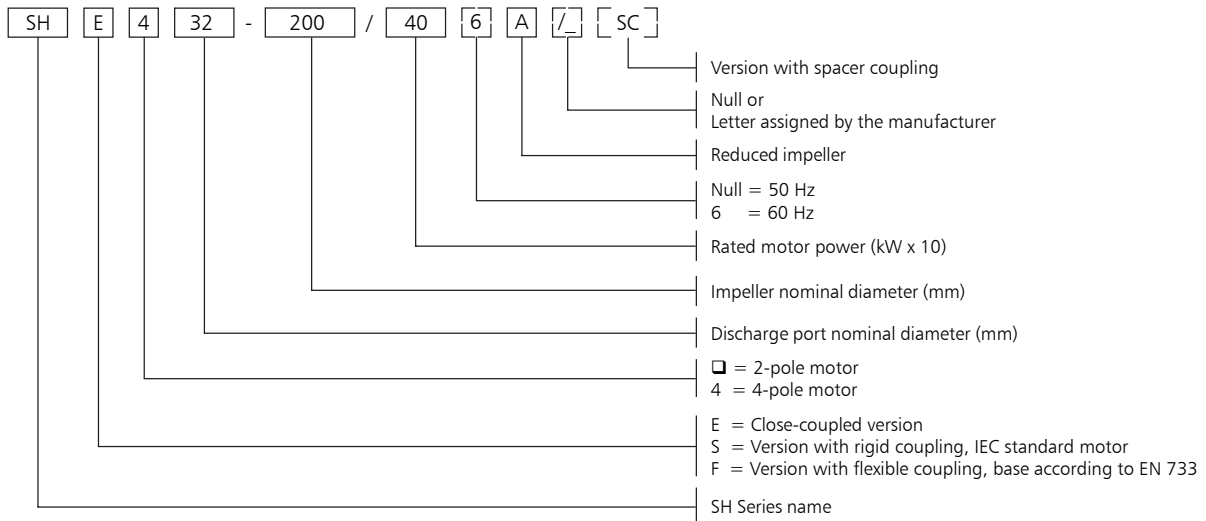 SH E 4 32 - 200 / 40 6 A /_ SC
Version with spacer coupling
Null or
Letter assigned by the manufacturer
Reduced impeller
Null = 50 Hz
6 = 60 Hz
Rated motor power (kW x 10)
Impeller nominal diameter (mm)
Discharge port nominal diameter (mm)
❑ = 2-pole motor
4 = 4-pole motor
E = Close-coupled version
S = Version with rigid coupling, IEC standard motor
F = Version with flexible coupling, base according to EN 733
SH Series name